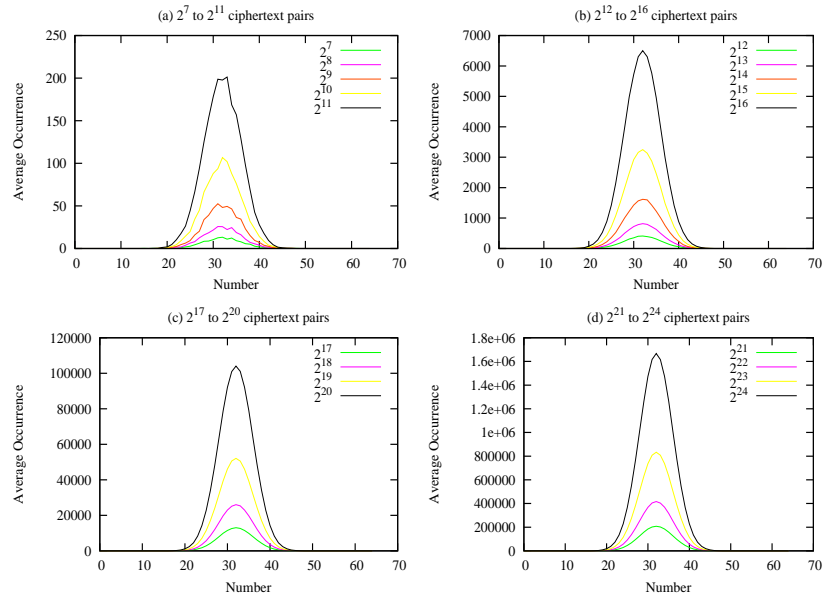 (a) 2^7 to 2^11 ciphertext pairs
250
200
150
100
50
0
0 10 20 30 40 50 60 70
Average Occurrence
Number
2^7
2^8
2^9
2^10
2^11
(b) 2^12 to 2^16 ciphertext pairs
7000
6000
5000
4000
3000
2000
1000
0
0 10 20 30 40 50 60 70
Average Occurrence
Number
2^12
2^13
2^14
2^15
2^16
(c) 2^17 to 2^20 ciphertext pairs
120000
100000
80000
60000
40000
20000
0
0 10 20 30 40 50 60 70
Average Occurrence
Number
2^17
2^18
2^19
2^20
(d) 2^21 to 2^24 ciphertext pairs
1.8e+06
1.6e+06
1.4e+06
1.2e+06
1e+06
800000
600000
400000
200000
0
0 10 20 30 40 50 60 70
Average Occurrence
Number
2^21
2^22
2^23
2^24